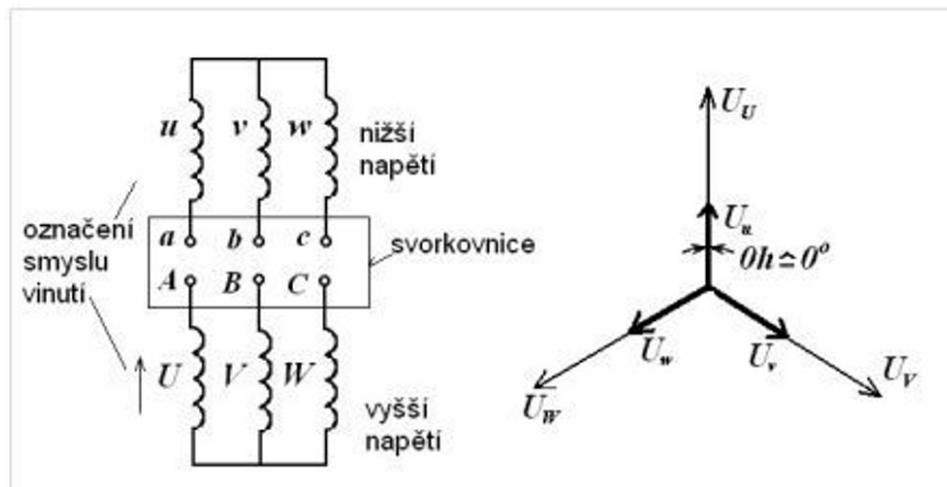 u v w
nižší
napětí
označení
smyslu
vinutí
a b c
A B C
svorkovnice
U V W
vyšší
napětí
U_U
U_u
0h ≙ 0°
U_w
U_v
U_W
U_V